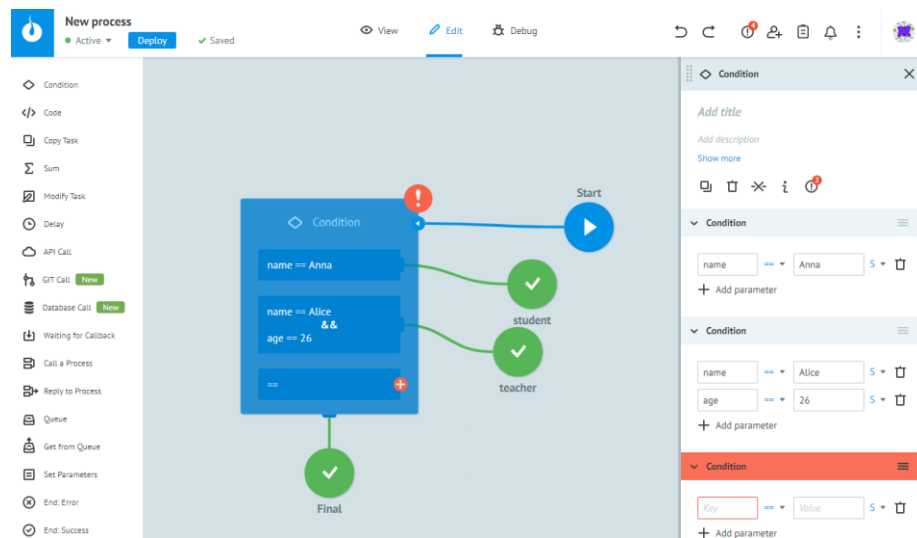 New process
Active
Deploy
Saved
View
Edit
Debug
4
Condition
Code
Copy Task
Sum
Modify Task
Delay
API Call
GIT Call New
Database Call New
Waiting for Callback
Call a Process
Reply to Process
Queue
Get from Queue
Set Parameters
End: Error
End: Success
Condition
name == Anna
name == Alice
&&
age == 26
==
Start
student
teacher
Final
Condition
Add title
Add description
Show more
2
Condition
name == Anna S
Add parameter
Condition
name == Alice S
age == 26 S
Add parameter
Condition
Key == Value S
Add parameter